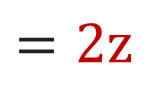 = 2z